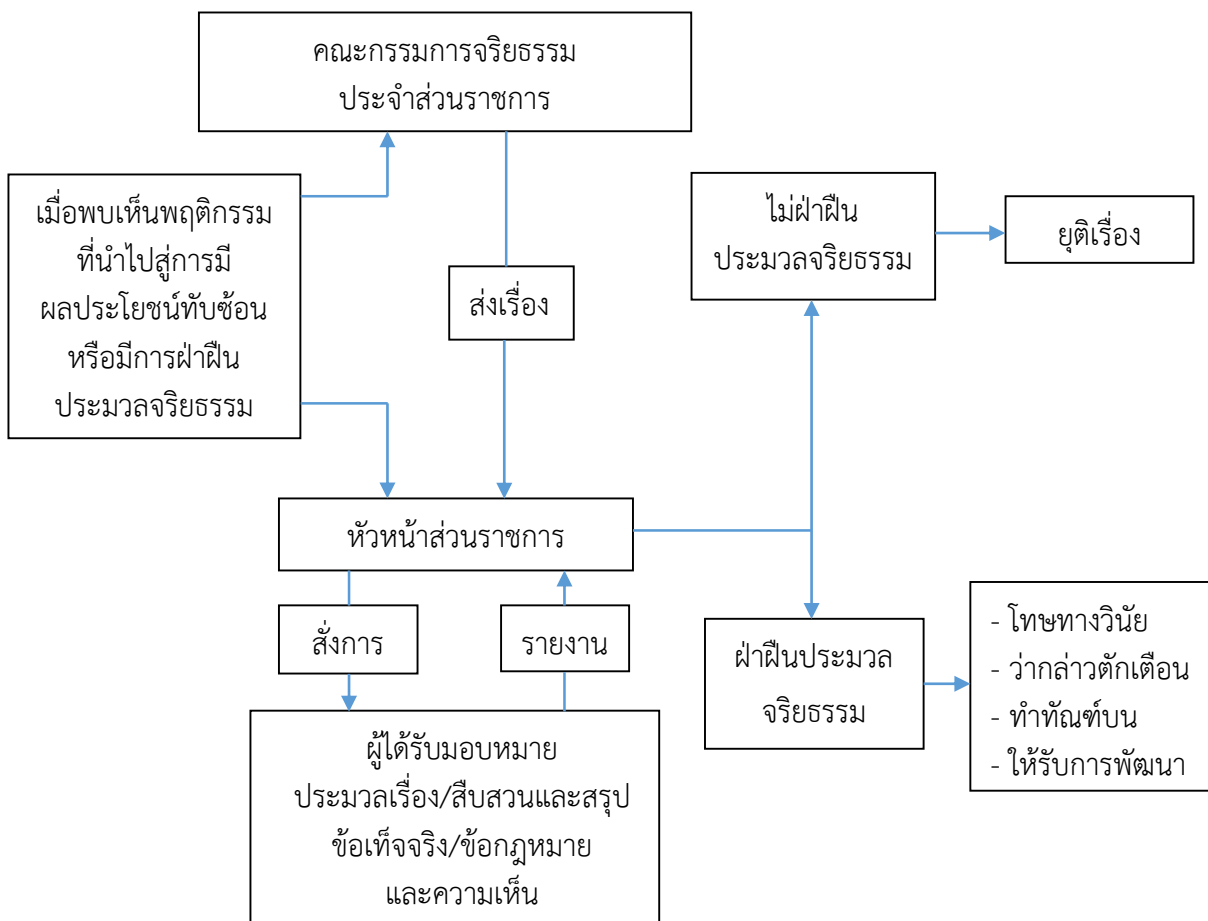 คณะกรรมการจริยธรรม
ประจำส่วนราชการ
เมื่อพบเห็นพฤติกรรม
ที่นำไปสู่การมี
ผลประโยชน์ทับซ้อน
หรือมีการฝ่าฝืน
ประมวลจริยธรรม
ส่งเรื่อง
ไม่ฝ่าฝืน
ประมวลจริยธรรม
ยุติเรื่อง
หัวหน้าส่วนราชการ
สั่งการ
รายงาน
ฝ่าฝืนประมวล
จริยธรรม
- โทษทางวินัย
- ว่ากล่าวตักเตือน
- ทำทัณฑ์บน
- ให้รับการพัฒนา
ผู้ได้รับมอบหมาย
ประมวลเรื่อง/สืบสวนและสรุป
ข้อเท็จจริง/ข้อกฎหมาย
และความเห็น